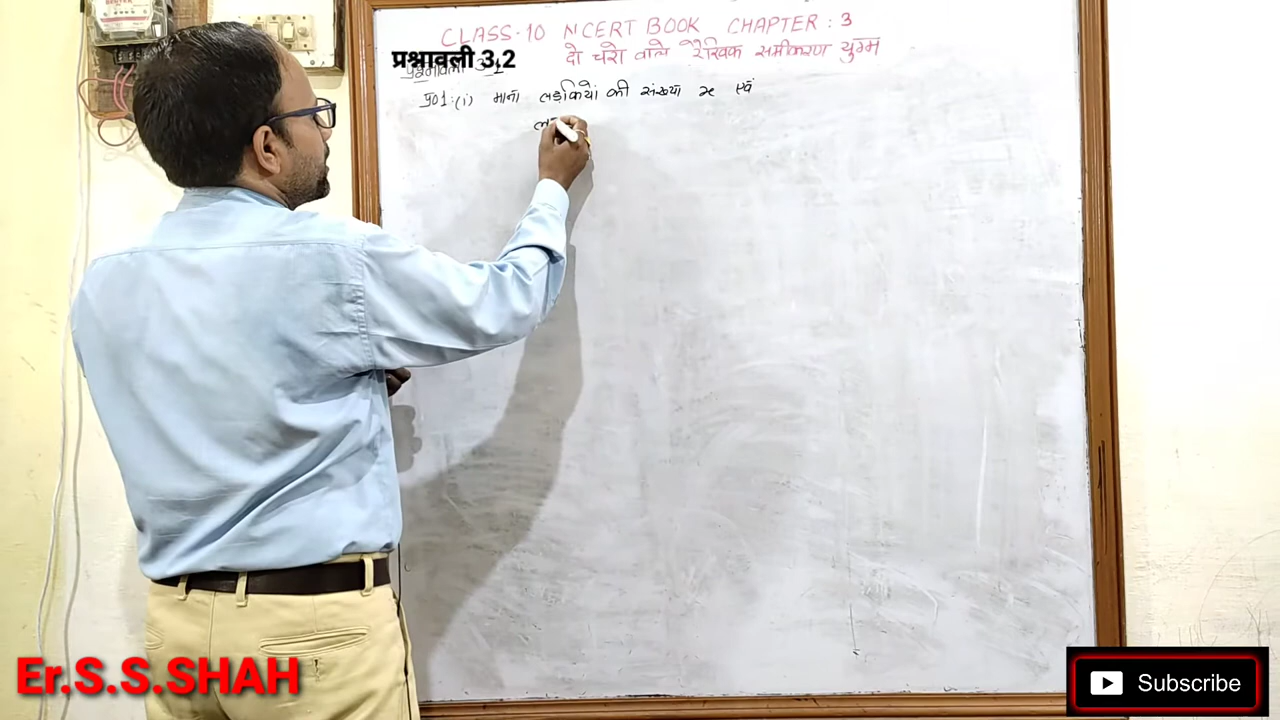 CLASS-10 NCERT BOOK CHAPTER : 3
दो चरो वाले रैखिक समीकरण युग्म
प्रश्नावली 3.2
प्र01:(i) माना लड़कियों की संख्या x एवं
Er.S.S.SHAH
Subscribe